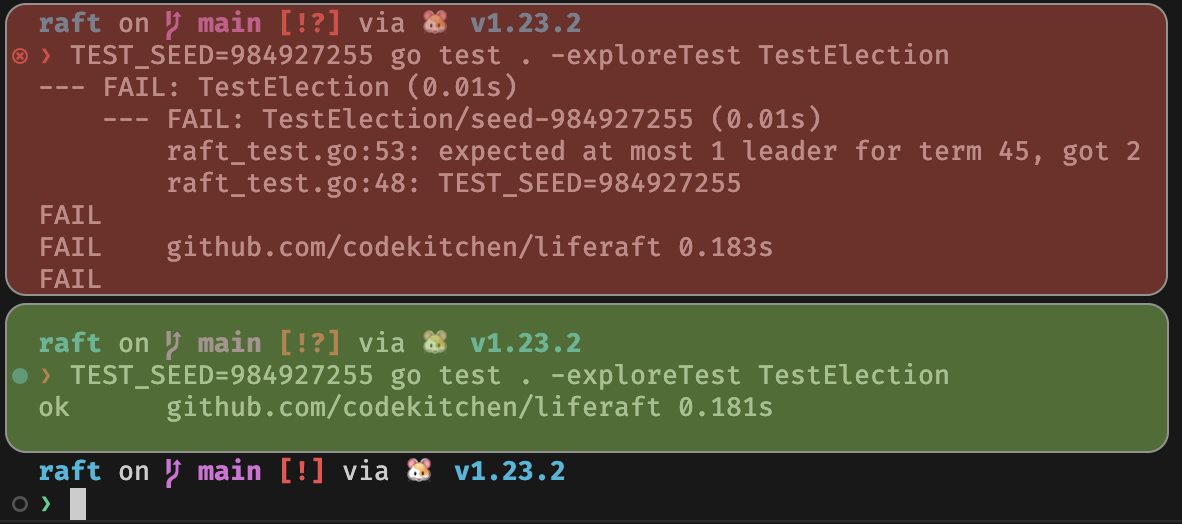 raft on main [!?] via 🐹 v1.23.2
❯ TEST_SEED=984927255 go test . -exploreTest TestElection
--- FAIL: TestElection (0.01s)
    --- FAIL: TestElection/seed-984927255 (0.01s)
        raft_test.go:53: expected at most 1 leader for term 45, got 2
        raft_test.go:48: TEST_SEED=984927255
FAIL
FAIL    github.com/codekitchen/liferaft 0.183s
FAIL
raft on main [!?] via 🐹 v1.23.2
❯ TEST_SEED=984927255 go test . -exploreTest TestElection
ok      github.com/codekitchen/liferaft 0.181s
raft on main [!] via 🐹 v1.23.2
❯